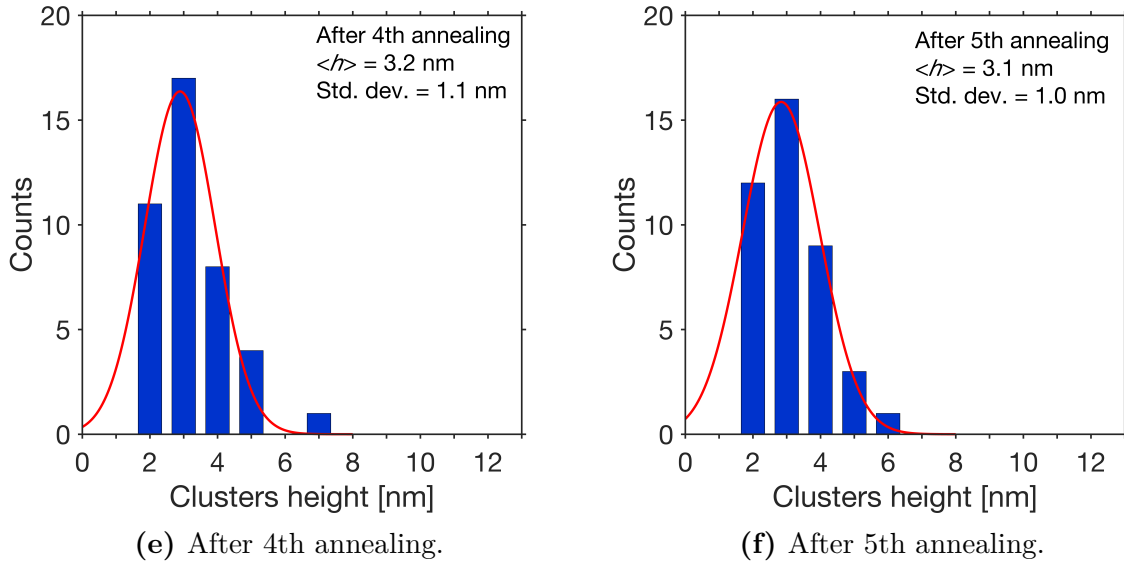 20
15
10
5
0
Counts
After 4th annealing
<h> = 3.2 nm
Std. dev. = 1.1 nm
0 2 4 6 8 10 12
Clusters height [nm]
(e) After 4th annealing.
20
15
10
5
0
Counts
After 5th annealing
<h> = 3.1 nm
Std. dev. = 1.0 nm
0 2 4 6 8 10 12
Clusters height [nm]
(f) After 5th annealing.